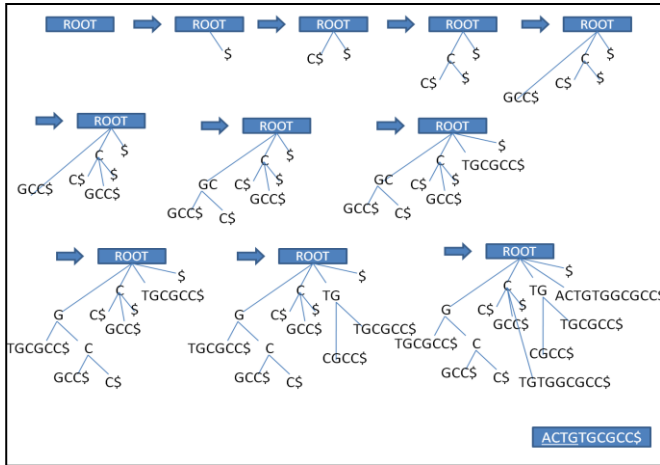 ROOT ROOT ROOT ROOT ROOT
$
C$ $
C
C$ $
$
C
C$ $
GCC$
ROOT ROOT ROOT
$
C
C$ $
GCC$
GCC$
$
C
GC C$ $
GCC$
GCC$ C$
$
TGCGCC$
C
GC C$ $
GCC$
GCC$ C$
ROOT ROOT ROOT
$
C TGCGCC$
G C$ $
GCC$
TGCGCC$ C
GCC$ C$
$
C TG
G C$ $
GCC$ TGCGCC$
TGCGCC$ C
CGCC$
GCC$ C$
$
C TG ACTGTGGCGCC$
G C$ $
GCC$ TGCGCC$
TGCGCC$ C
CGCC$
GCC$ C$ TGTGGCGCC$
ACTGTGCGCC$